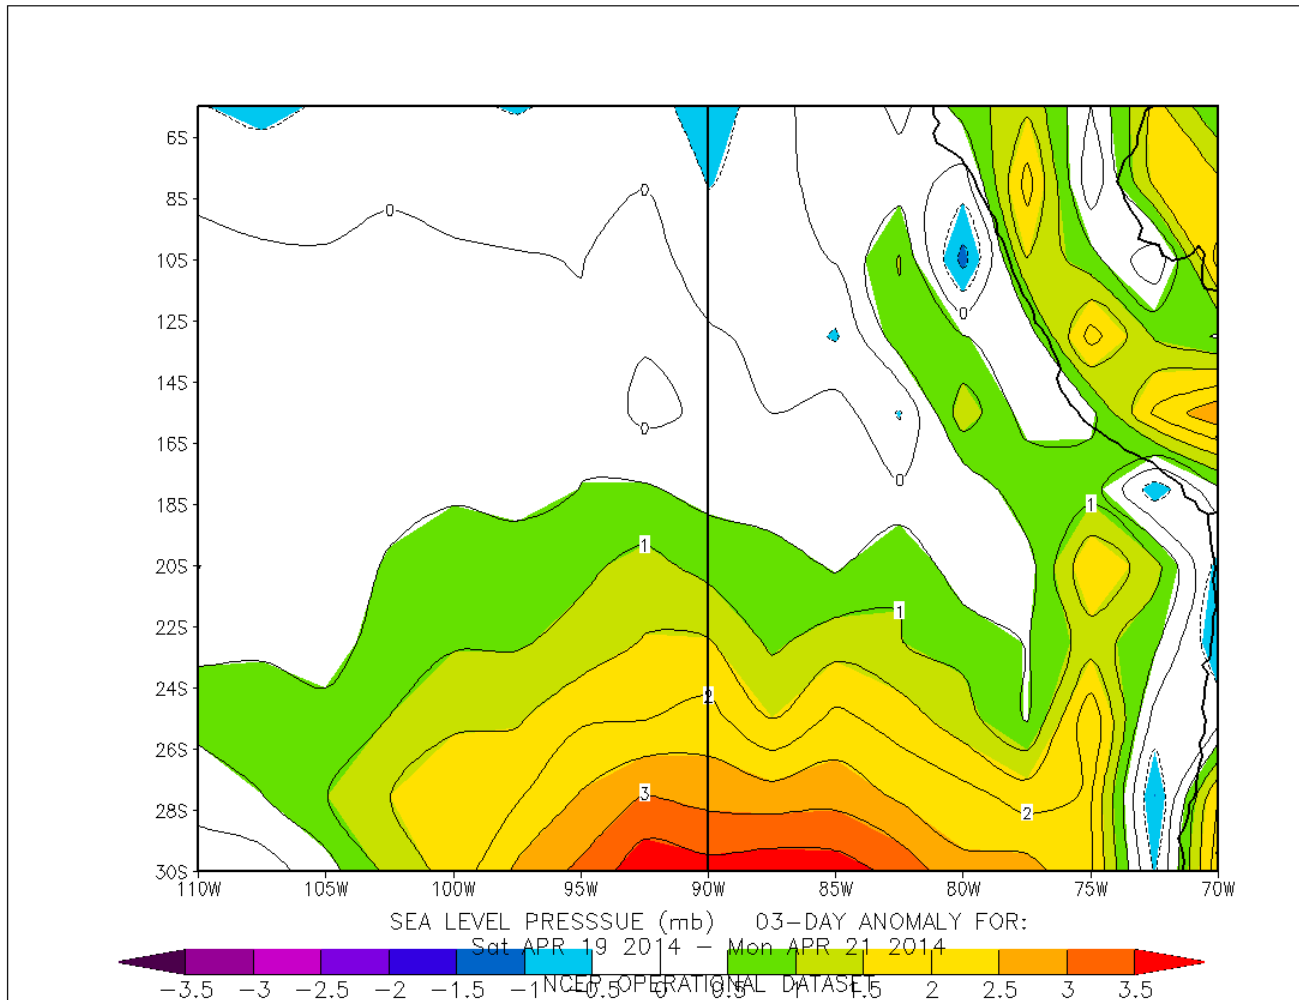 0
6S
8S
0
0
10S
12S
0
14S
16S
0
0
18S
1
20S
1
22S
1
24S
2
26S
28S
3
2
30S
110W 105W 100W 95W 90W 85W 80W 75W 70W
SEA LEVEL PRESSSUE (mb) 03-DAY ANOMALY FOR:
Sat APR 19 2014 - Mon APR 21 2014
NCEP OPERATIONAL DATASET
-3.5 -3 -2.5 -2 -1.5 -1 -0.5 0 0.5 1 1.5 2 2.5 3 3.5